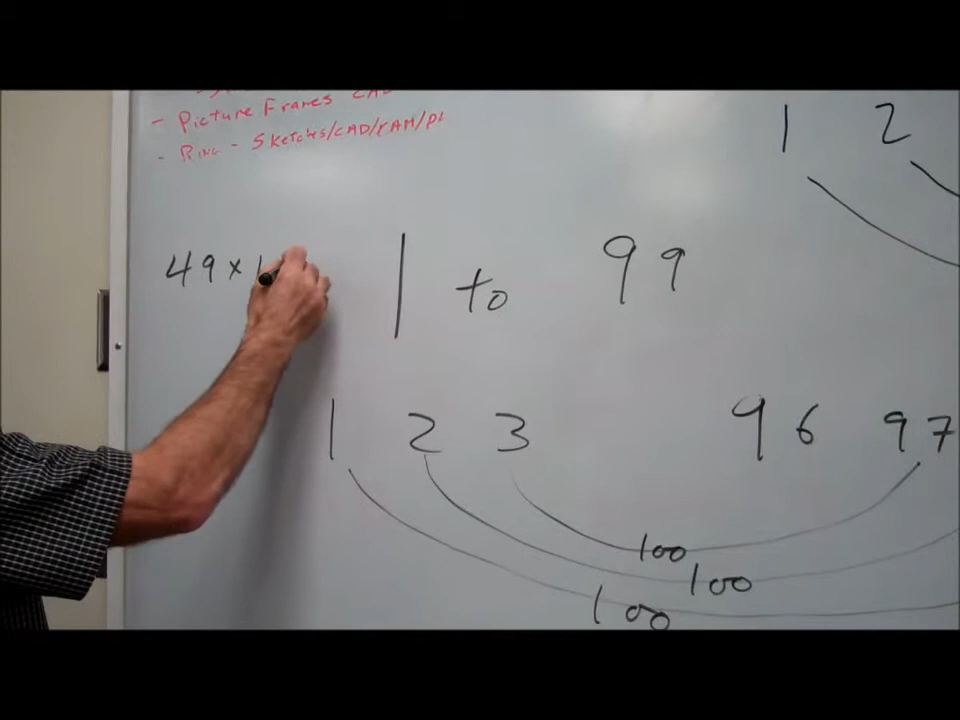 - Picture Frames CAD
- Ring - Sketches/CAD/CAM/
1 2
49 x 1
1 to 99
1 2 3 96 97
100
100
100